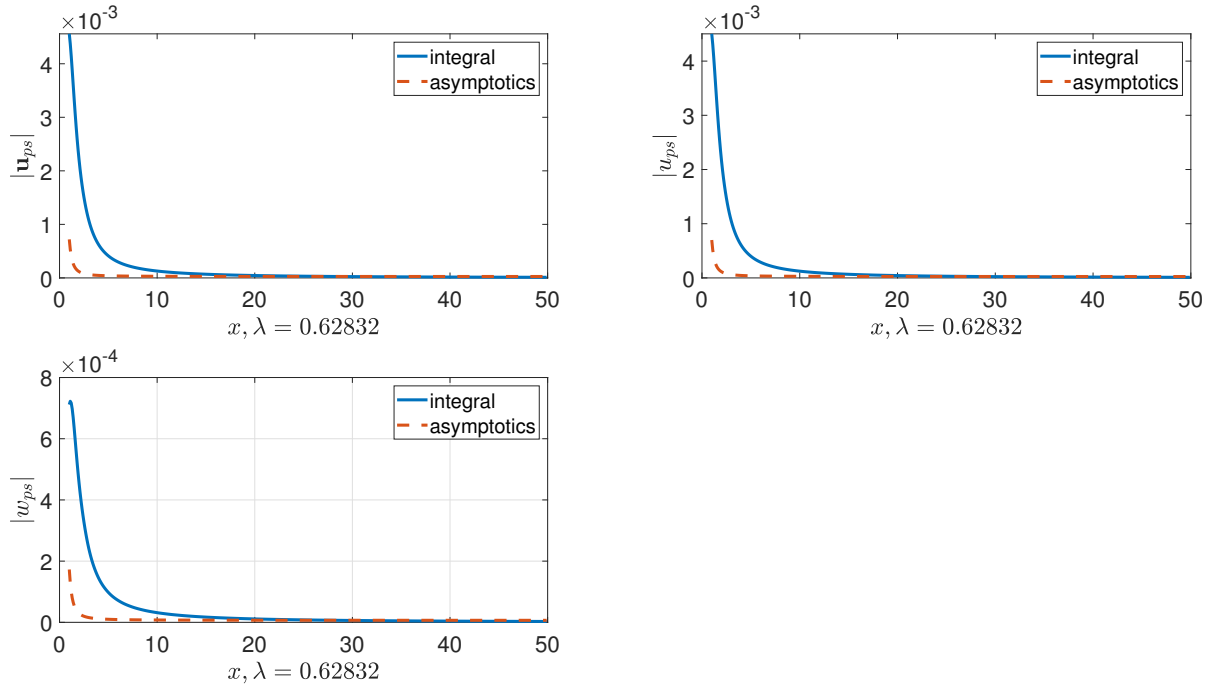 ×10-3
integral
asymptotics
4
3
2
1
0
|u_ps|
0 10 20 30 40 50
x, λ = 0.62832
×10-3
integral
asymptotics
4
3
2
1
0
|u_ps|
0 10 20 30 40 50
x, λ = 0.62832
×10-4
integral
asymptotics
8
6
4
2
0
|w_ps|
0 10 20 30 40 50
x, λ = 0.62832